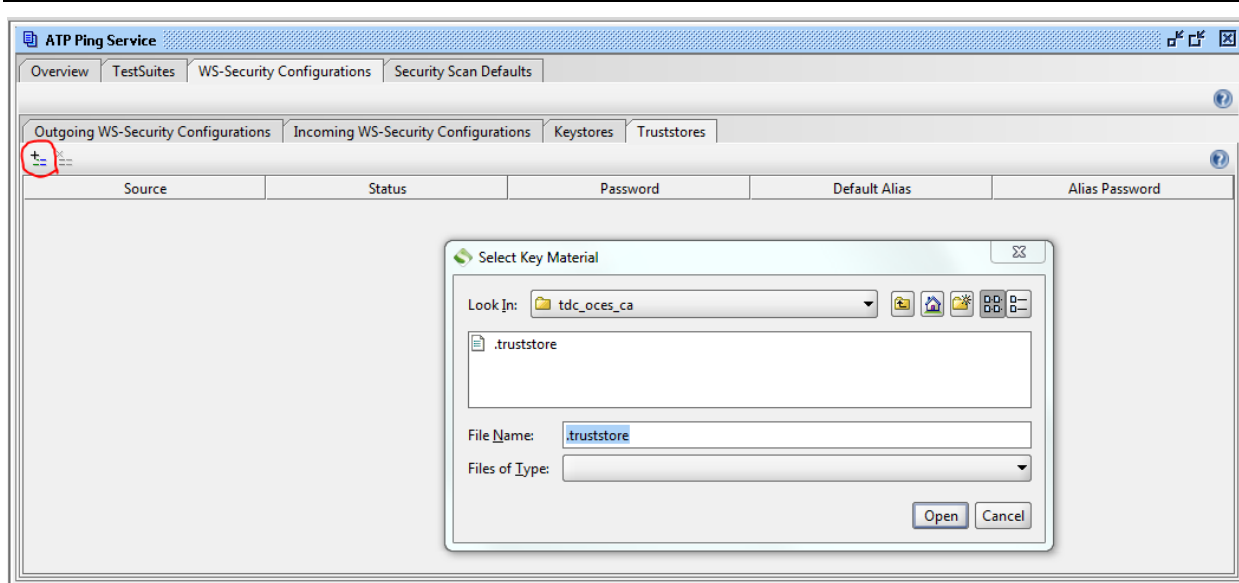 ATP Ping Service
Overview TestSuites WS-Security Configurations Security Scan Defaults
Outgoing WS-Security Configurations Incoming WS-Security Configurations Keystores Truststores
Source Status Password Default Alias Alias Password
Select Key Material
Look In: tdc_oces_ca
.truststore
File Name: .truststore
Files of Type:
Open Cancel